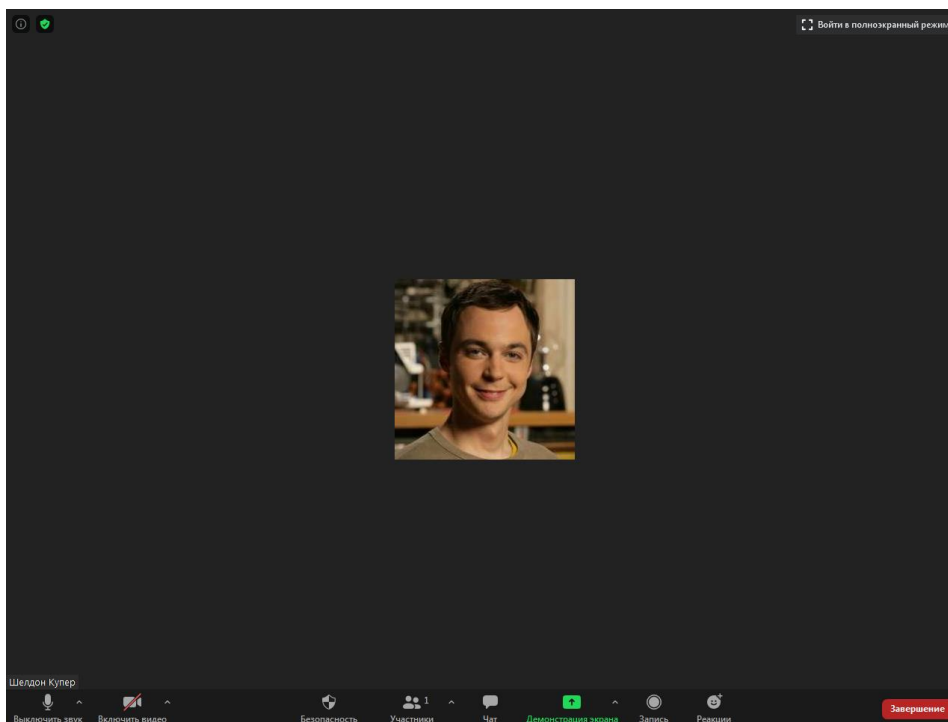 Войти в полноэкранный режим
Шелдон Купер
1
Выключить звук
Включить видео
Безопасность
Участники
Чат
Демонстрация экрана
Запись
Реакции
Завершение